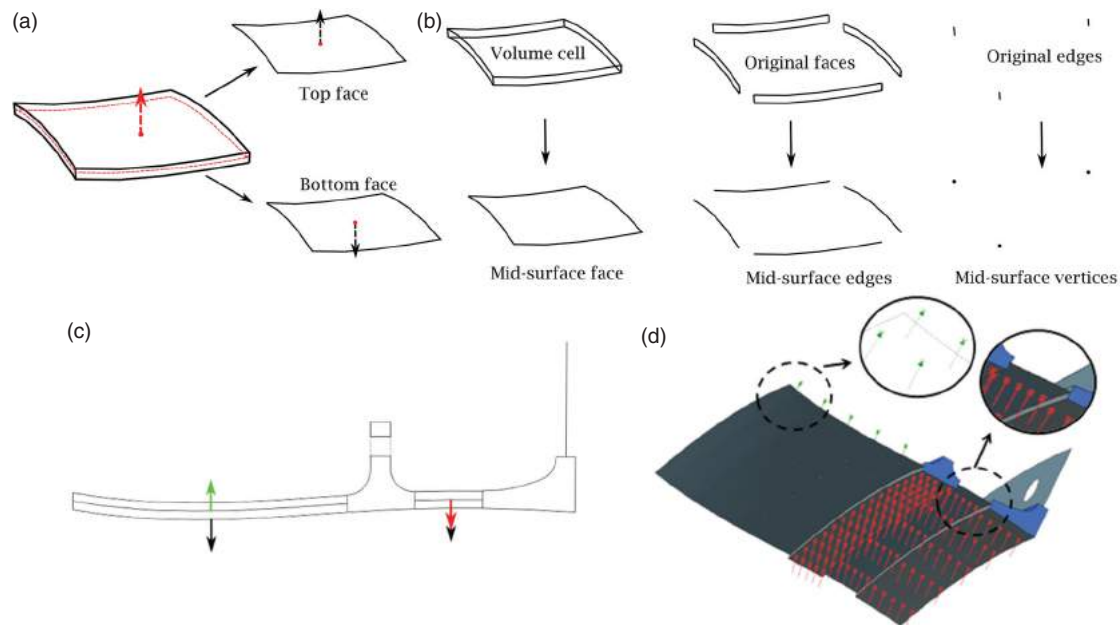 (a)
Top face
Bottom face
(b)
Volume cell
Original faces
Original edges
Mid-surface face
Mid-surface edges
Mid-surface vertices
(c)
(d)